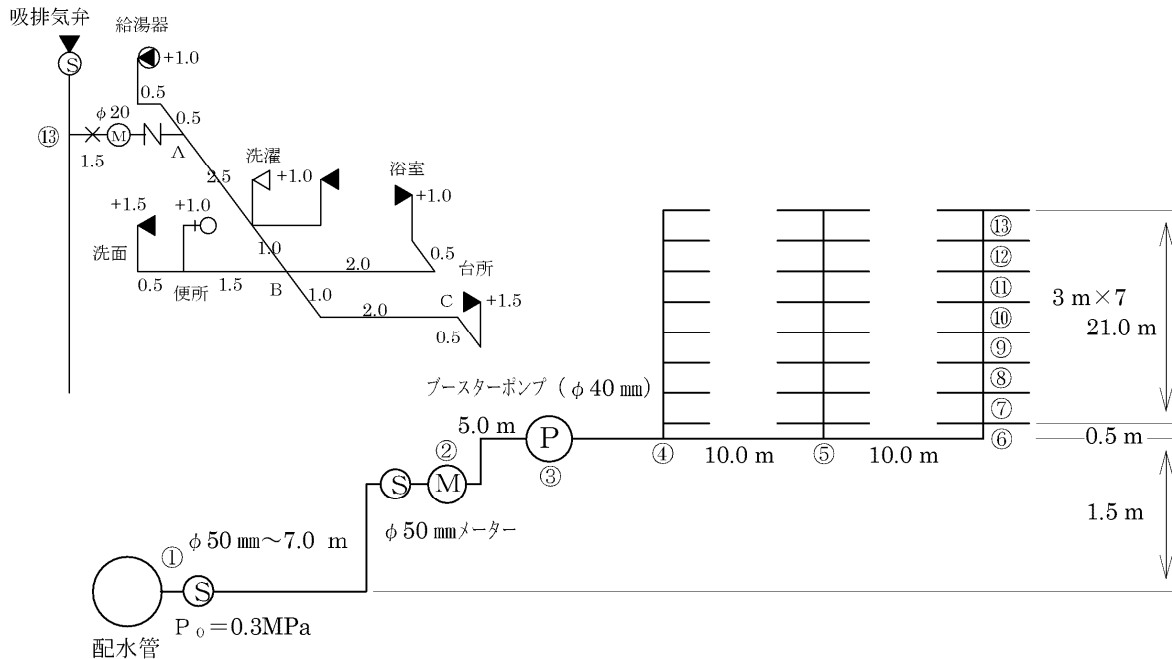 吸排気弁
S
給湯器
+1.0
0.5
φ20
0.5
⑬
M
N
1.5
A
2.5
洗濯
+1.0
浴室
+1.0
+1.5
+1.0
洗面
0.5
便所
1.5
1.0
B
2.0
0.5
台所
1.0
2.0
C
+1.5
0.5
ブースターポンプ（φ40㎜）
5.0 m
P
③
②
S
M
φ50㎜メーター
①
φ50㎜～7.0 m
S
P₀=0.3MPa
配水管
④
10.0 m
⑤
10.0 m
⑥
⑬
⑫
⑪
⑩
⑨
⑧
⑦
3 m×7
21.0 m
0.5 m
1.5 m